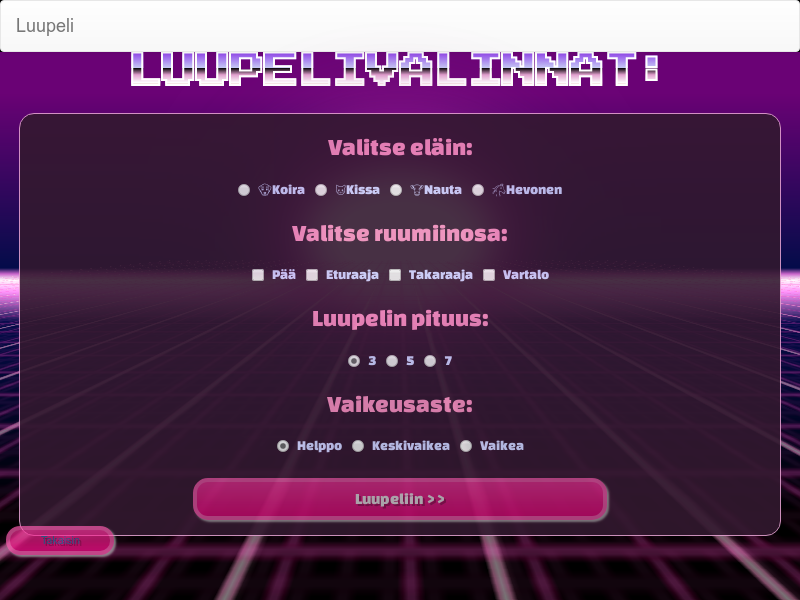 Luupeli
LUUPELIVALINNAT:
Valitse eläin:
Koira Kissa Nauta Hevonen
Valitse ruumiinosa:
Pää Eturaaja Takaraaja Vartalo
Luupelin pituus:
3 5 7
Vaikeusaste:
Helppo Keskivaikea Vaikea
Luupeliin >>